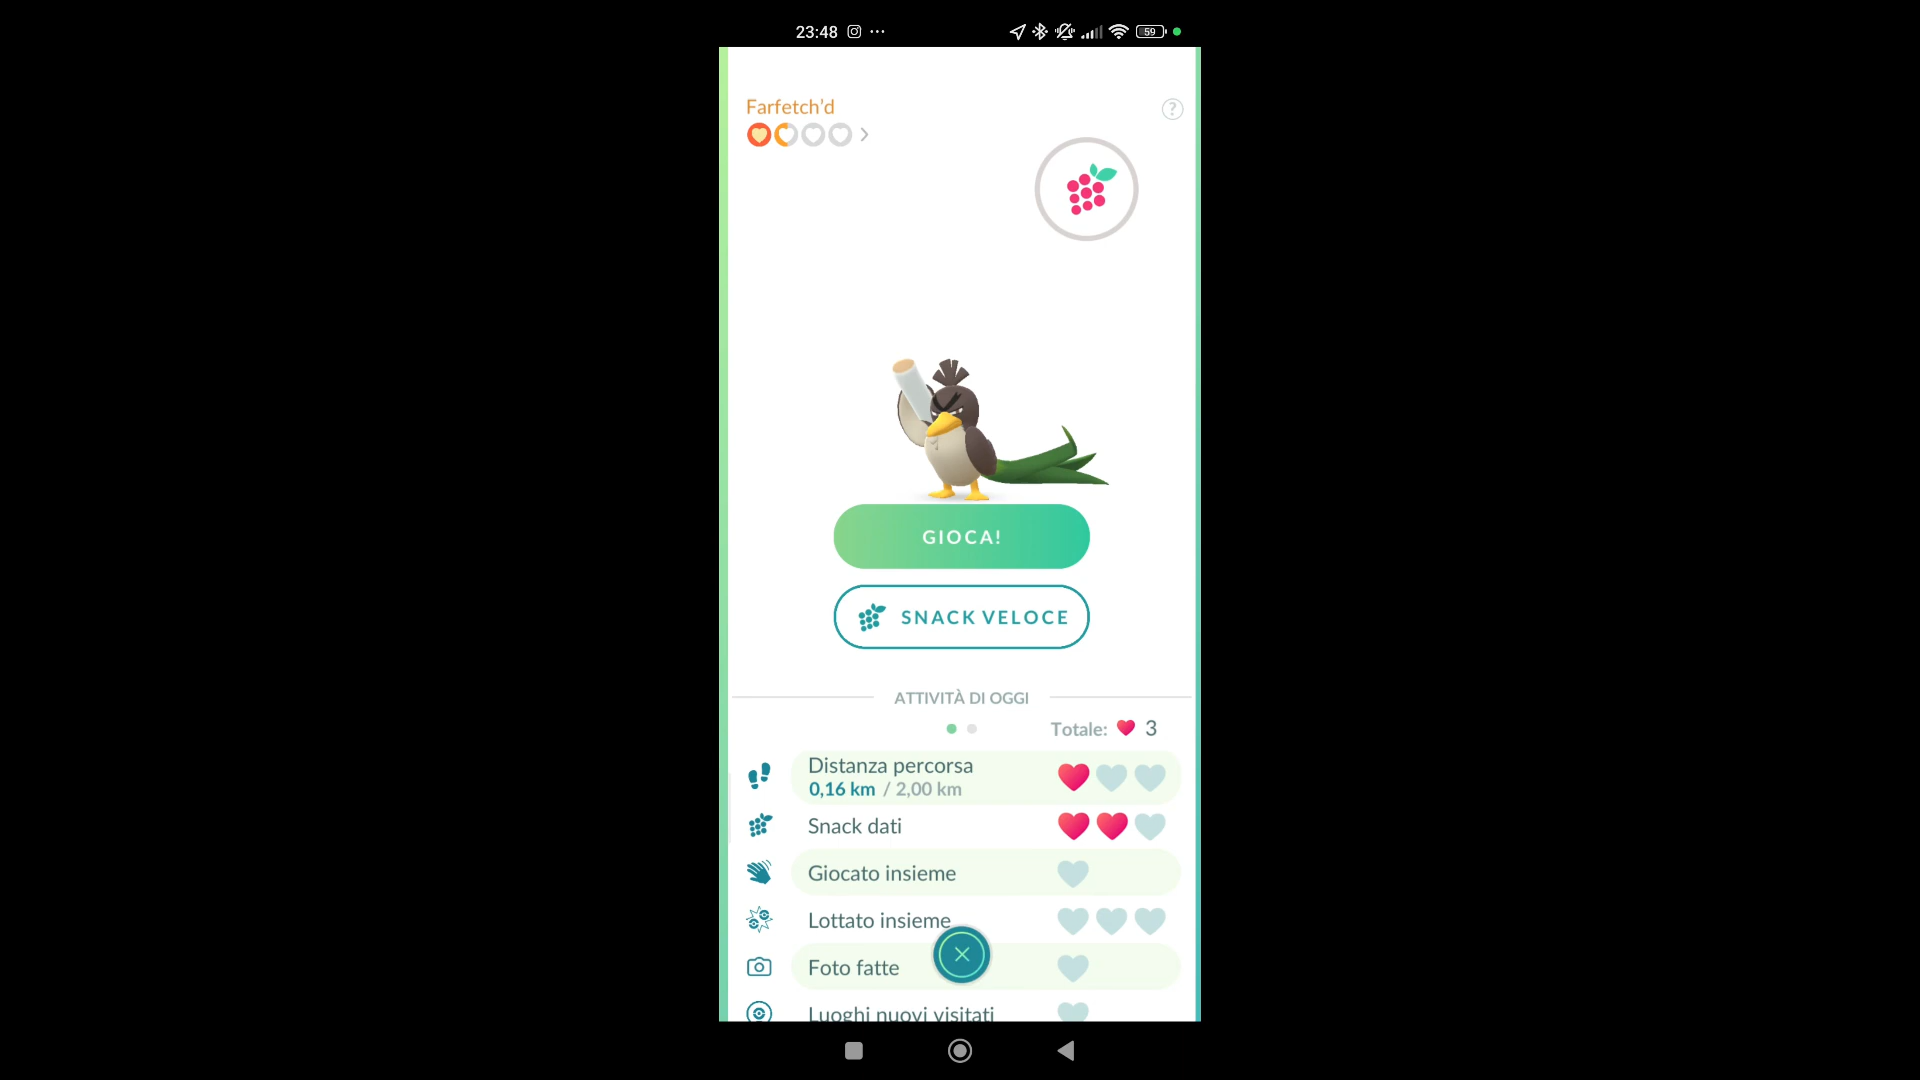 23:48
59
Farfetch'd
?
GIOCA!
SNACK VELOCE
ATTIVITÀ DI OGGI
Totale: 3
Distanza percorsa
0,16 km / 2,00 km
Snack dati
Giocato insieme
Lottato insieme
Foto fatte
Luoghi nuovi visitati